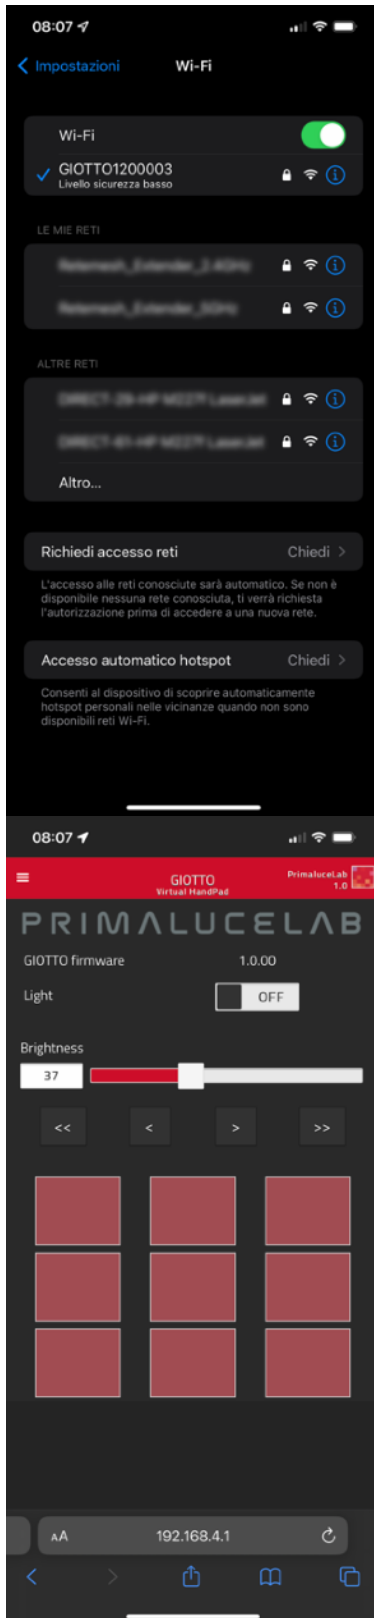 08:07
Impostazioni
Wi-Fi
Wi-Fi
GIOTTO1200003
Livello sicurezza basso
LE MIE RETI
ALTRE RETI
Altro...
Richiedi accesso reti
Chiedi >
L'accesso alle reti conosciute sarà automatico. Se non è
disponibile nessuna rete conosciuta, ti verrà richiesta
l'autorizzazione prima di accedere a una nuova rete.
Accesso automatico hotspot
Chiedi >
Consenti al dispositivo di scoprire automaticamente
hotspot personali nelle vicinanze quando non sono
disponibili reti Wi-Fi.
08:07
GIOTTO
Virtual HandPad
PrimaluceLab
1.0
PRIMALUCELAB
GIOTTO firmware
1.0.00
Light
OFF
Brightness
37
<<
<
>
>>
AA
192.168.4.1